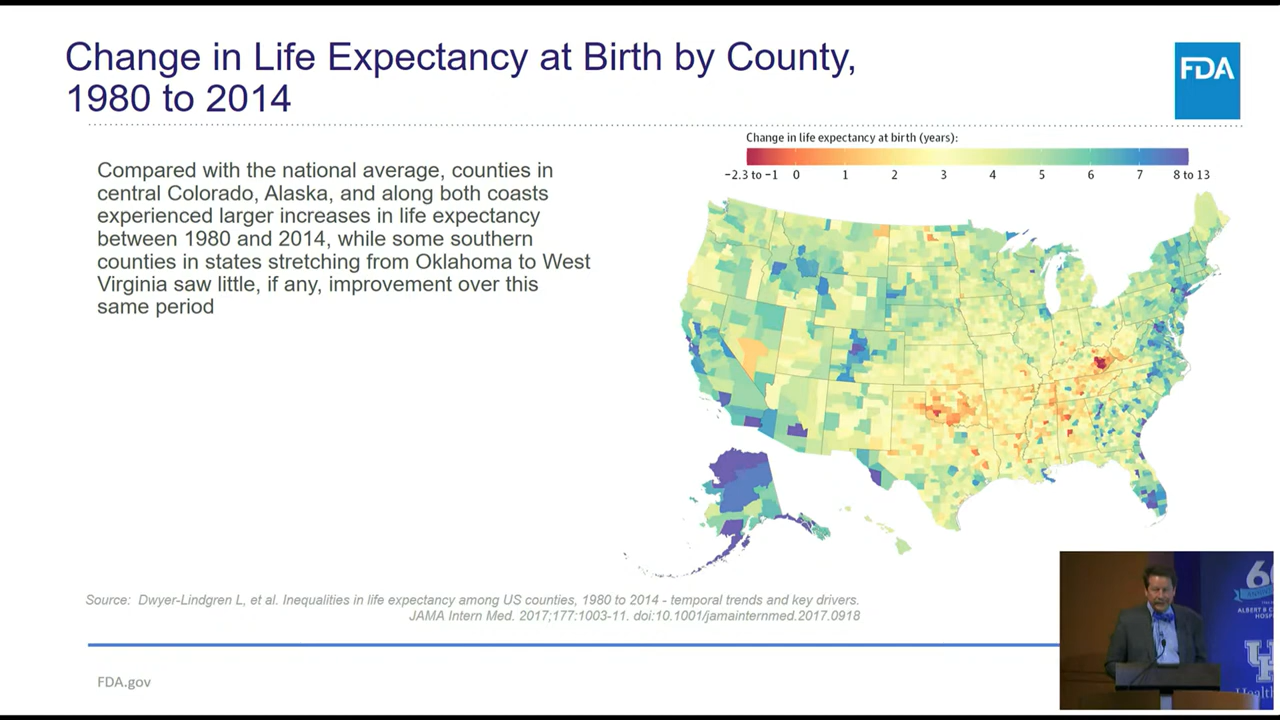 Change in Life Expectancy at Birth by County,
1980 to 2014
FDA
Compared with the national average, counties in
central Colorado, Alaska, and along both coasts
experienced larger increases in life expectancy
between 1980 and 2014, while some southern
counties in states stretching from Oklahoma to West
Virginia saw little, if any, improvement over this
same period
Change in life expectancy at birth (years):
−2.3 to −1 0 1 2 3 4 5 6 7 8 to 13
Source: Dwyer-Lindgren L, et al. Inequalities in life expectancy among US counties, 1980 to 2014 - temporal trends and key drivers.
JAMA Intern Med. 2017;177:1003-11. doi:10.1001/jamainternmed.2017.0918
FDA.gov
ALBERT &